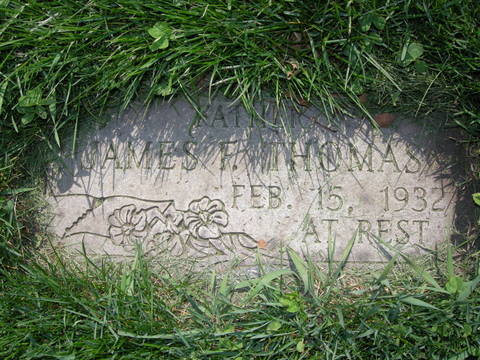 FATHER
JAMES F. THOMAS
FEB. 15, 1932
AT REST